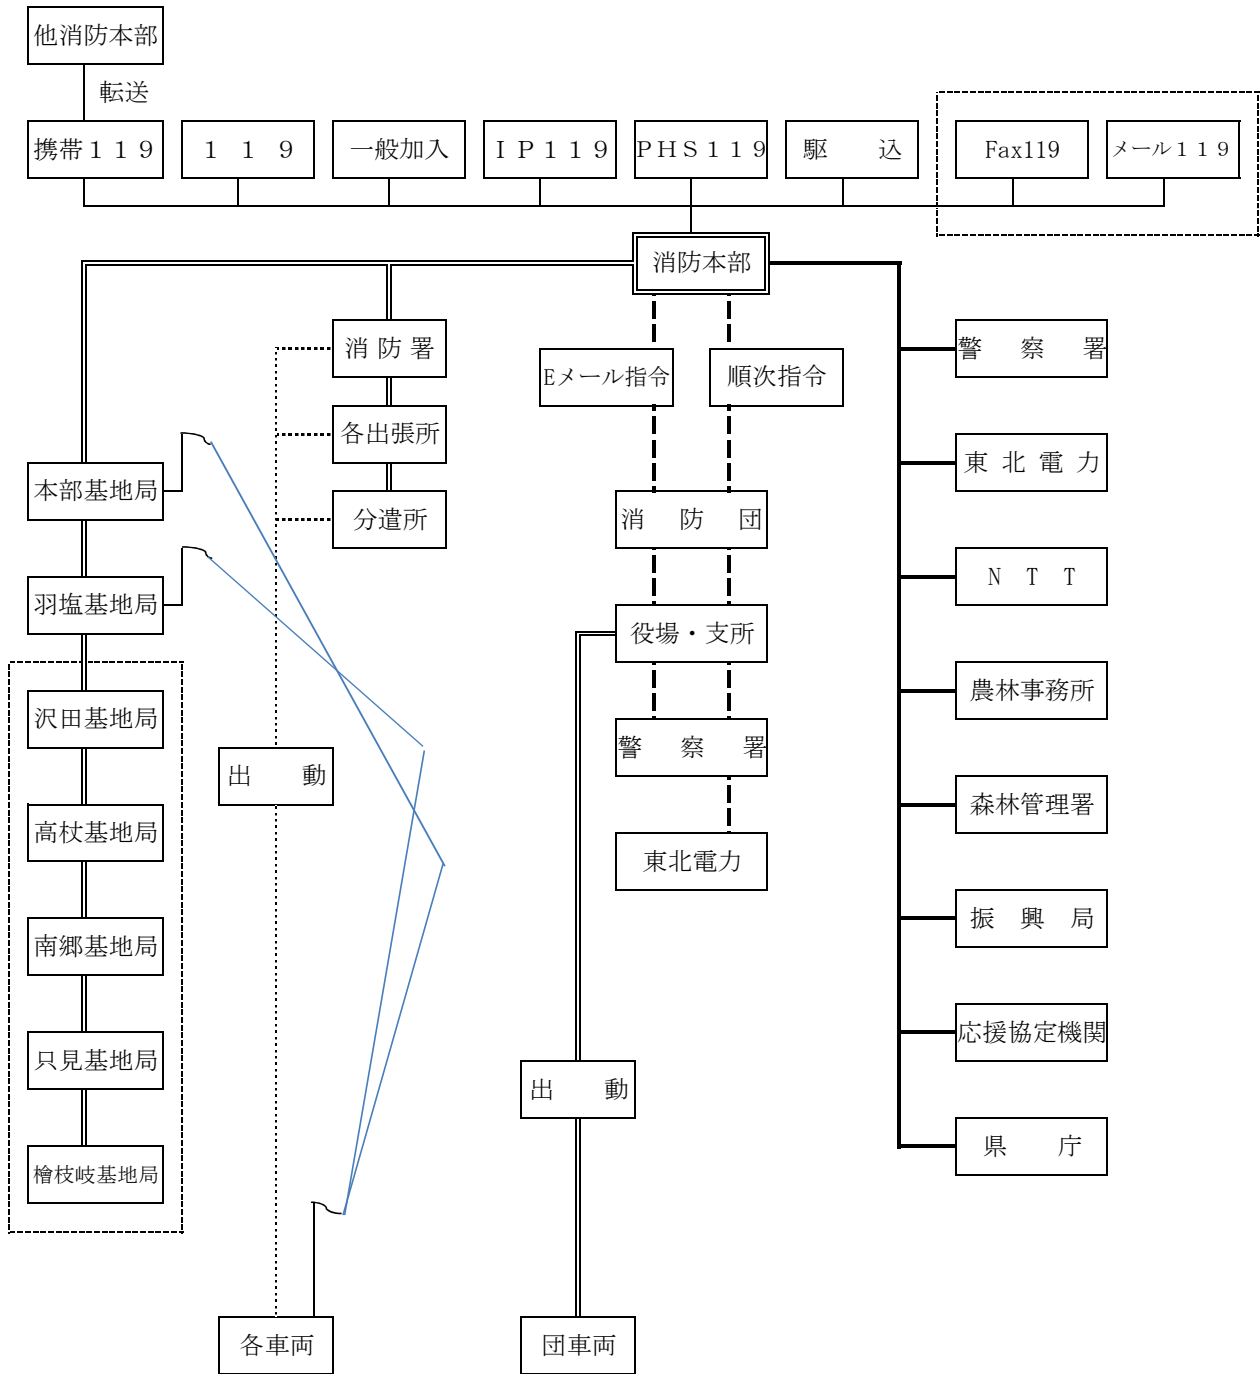 他消防本部
転送
携帯１１９
１　１　９
一般加入
ＩＰ１１９
ＰＨＳ１１９
駆　　込
Fax119
メール１１９
消防本部
消 防 署
警　察　署
Eメール指令
順次指令
各出張所
東 北 電 力
本部基地局
分遣所
消　防　団
Ｎ　Ｔ　Ｔ
羽塩基地局
役場・支所
沢田基地局
農林事務所
出　　動
警　察　署
高杖基地局
森林管理署
東北電力
南郷基地局
振　興　局
只見基地局
応援協定機関
出　　動
檜枝岐基地局
県　　庁
各車両
団車両